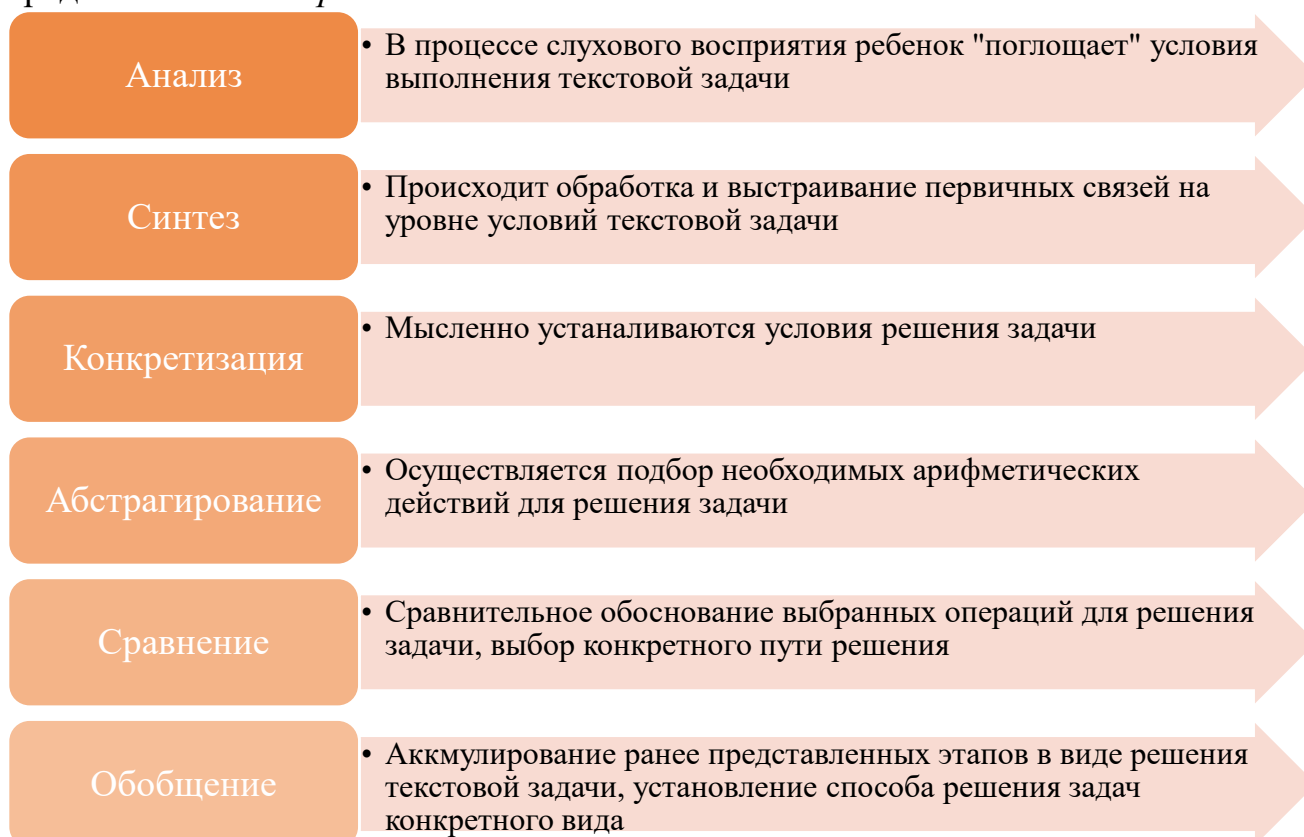 Анализ
• В процессе слухового восприятия ребенок "поглощает" условия
выполнения текстовой задачи
Синтез
• Происходит обработка и выстраивание первичных связей на
уровне условий текстовой задачи
Конкретизация
• Мысленно устаналиваются условия решения задачи
Абстрагирование
• Осуществляется подбор необходимых арифметических
действий для решения задачи
Сравнение
• Сравнительное обоснование выбранных операций для решения
задачи, выбор конкретного пути решения
Обобщение
• Аккмулирование ранее представленных этапов в виде решения
текстовой задачи, установление способа решения задач
конкретного вида